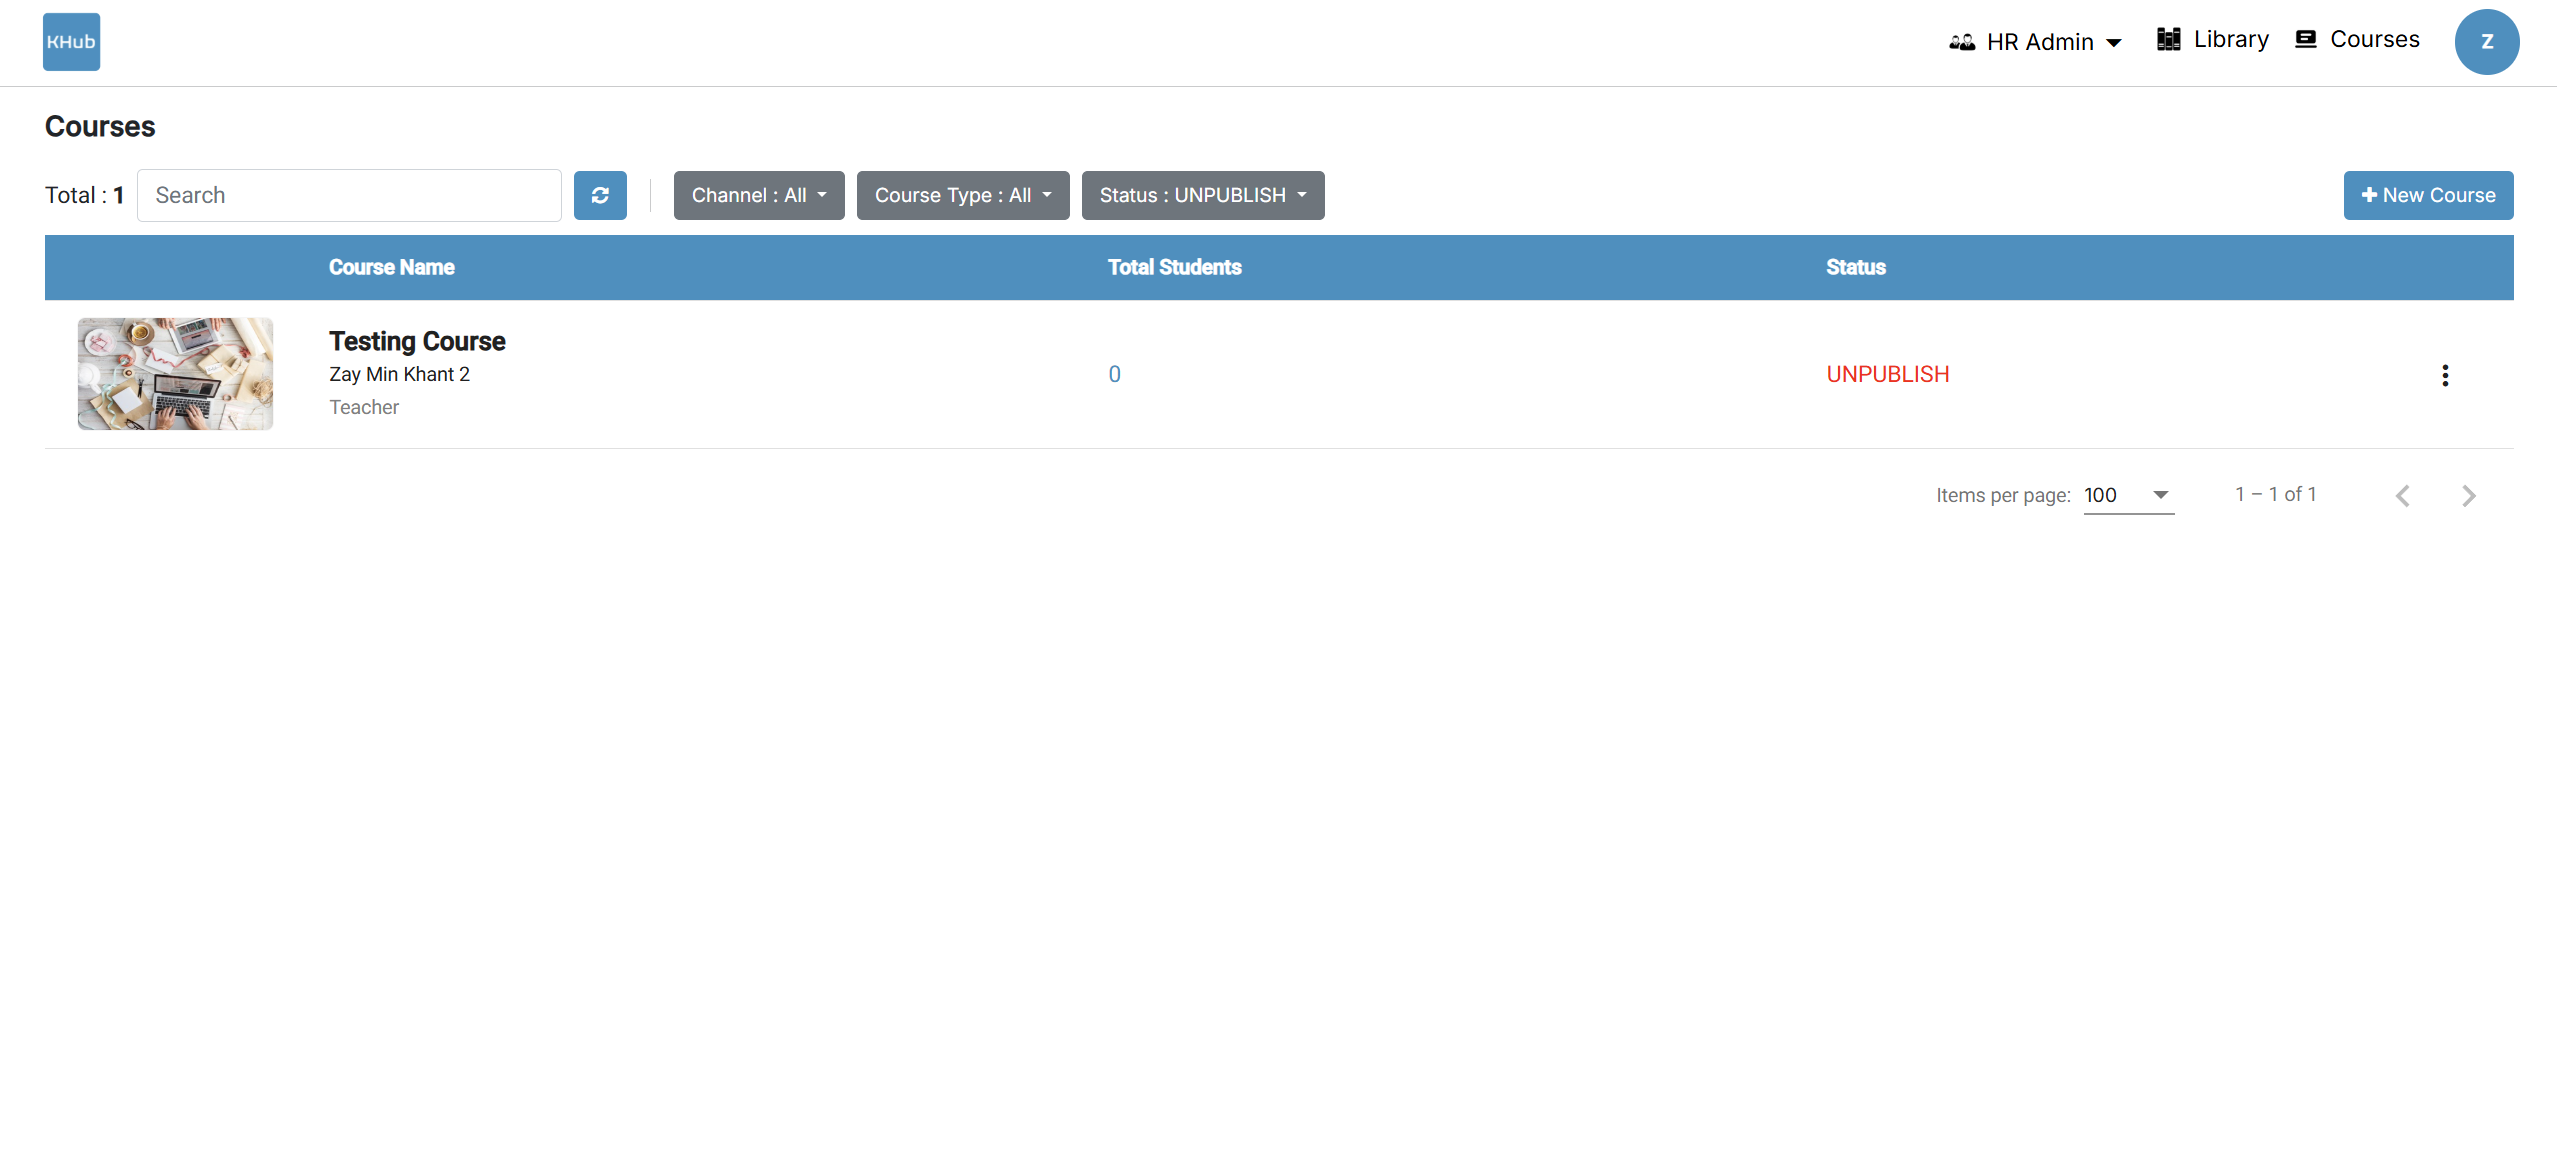 KHub
HR Admin
Library
Courses
Z
Courses
Total : 1
Search
Channel : All
Course Type : All
Status : UNPUBLISH
New Course
Course Name
Total Students
Status
Testing Course
Zay Min Khant 2
Teacher
0
UNPUBLISH
Items per page: 100
1 – 1 of 1